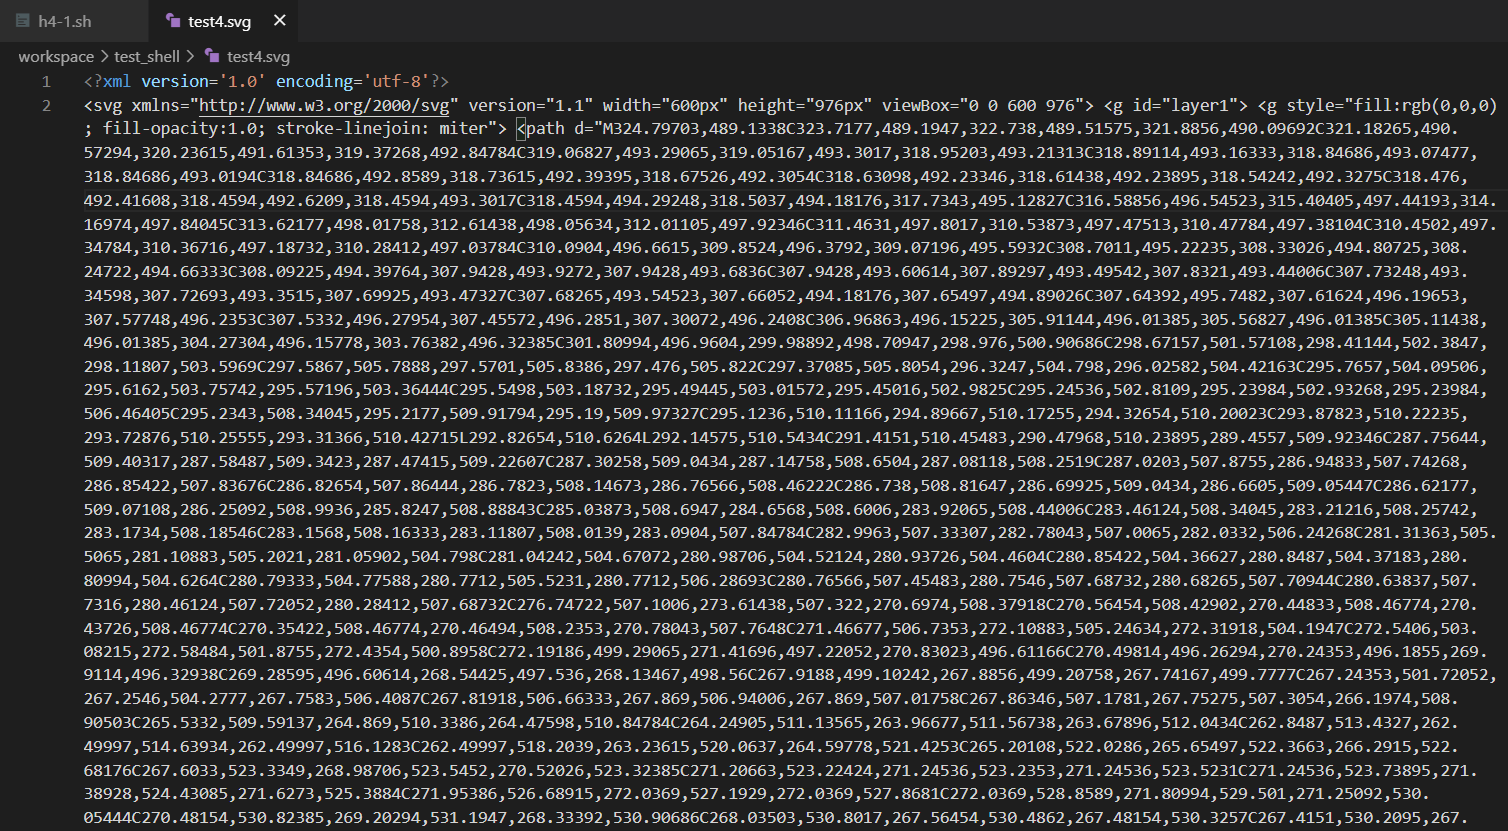 h4-1.sh test4.svg
workspace > test_shell > test4.svg
1 <?xml version='1.0' encoding='utf-8'?>
2 <svg xmlns="http://www.w3.org/2000/svg" version="1.1" width="600px" height="976px" viewBox="0 0 600 976"> <g id="layer1"> <g style="fill:rgb(0,0,0)
; fill-opacity:1.0; stroke-linejoin: miter"> <path d="M324.79703,489.1338C323.7177,489.1947,322.738,489.51575,321.8856,490.09692C321.18265,490.
57294,320.23615,491.61353,319.37268,492.84784C319.06827,493.29065,319.05167,493.3017,318.95203,493.21313C318.89114,493.16333,318.84686,493.07477,
318.84686,493.0194C318.84686,492.8589,318.73615,492.39395,318.67526,492.3054C318.63098,492.23346,318.61438,492.23895,318.54242,492.3275C318.476,
492.41608,318.4594,492.6209,318.4594,493.3017C318.4594,494.29248,318.5037,494.18176,317.7343,495.12827C316.58856,496.54523,315.40405,497.44193,314.
16974,497.84045C313.62177,498.01758,312.61438,498.05634,312.01105,497.92346C311.4631,497.8017,310.53873,497.47513,310.47784,497.38104C310.4502,497.
34784,310.36716,497.18732,310.28412,497.03784C310.0904,496.6615,309.8524,496.3792,309.07196,495.5932C308.7011,495.22235,308.33026,494.80725,308.
24722,494.66333C308.09225,494.39764,307.9428,493.9272,307.9428,493.6836C307.9428,493.60614,307.89297,493.49542,307.8321,493.44006C307.73248,493.
34598,307.72693,493.3515,307.69925,493.47327C307.68265,493.54523,307.66052,494.18176,307.65497,494.89026C307.64392,495.7482,307.61624,496.19653,
307.57748,496.2353C307.5332,496.27954,307.45572,496.2851,307.30072,496.2408C306.96863,496.15225,305.91144,496.01385,305.56827,496.01385C305.11438,
496.01385,304.27304,496.15778,303.76382,496.32385C301.80994,496.9604,299.98892,498.70947,298.976,500.90686C298.67157,501.57108,298.41144,502.3847,
298.11807,503.5969C297.5867,505.7888,297.5701,505.8386,297.476,505.822C297.37085,505.8054,296.3247,504.798,296.02582,504.42163C295.7657,504.09506,
295.6162,503.75742,295.57196,503.36444C295.5498,503.18732,295.49445,503.01572,295.45016,502.9825C295.24536,502.8109,295.23984,502.93268,295.23984,
506.46405C295.2343,508.34045,295.2177,509.91794,295.19,509.97327C295.1236,510.11166,294.89667,510.17255,294.32654,510.20023C293.87823,510.22235,
293.72876,510.25555,293.31366,510.42715L292.82654,510.6264L292.14575,510.5434C291.4151,510.45483,290.47968,510.23895,289.4557,509.92346C287.75644,
509.40317,287.58487,509.3423,287.47415,509.22607C287.30258,509.0434,287.14758,508.6504,287.08118,508.2519C287.0203,507.8755,286.94833,507.74268,
286.85422,507.83676C286.82654,507.86444,286.7823,508.14673,286.76566,508.46222C286.738,508.81647,286.69925,509.0434,286.6605,509.05447C286.62177,
509.07108,286.25092,508.9936,285.8247,508.88843C285.03873,508.6947,284.6568,508.6006,283.92065,508.44006C283.46124,508.34045,283.21216,508.25742,
283.1734,508.18546C283.1568,508.16333,283.11807,508.0139,283.0904,507.84784C282.9963,507.33307,282.78043,507.0065,282.0332,506.24268C281.31363,505.
5065,281.10883,505.2021,281.05902,504.798C281.04242,504.67072,280.98706,504.52124,280.93726,504.4604C280.85422,504.36627,280.8487,504.37183,280.
80994,504.6264C280.79333,504.77588,280.7712,505.5231,280.7712,506.28693C280.76566,507.45483,280.7546,507.68732,280.68265,507.70944C280.63837,507.
7316,280.46124,507.72052,280.28412,507.68732C276.74722,507.1006,273.61438,507.322,270.6974,508.37918C270.56454,508.42902,270.44833,508.46774,270.
43726,508.46774C270.35422,508.46774,270.46494,508.2353,270.78043,507.7648C271.46677,506.7353,272.10883,505.24634,272.31918,504.1947C272.5406,503.
08215,272.58484,501.8755,272.4354,500.8958C272.19186,499.29065,271.41696,497.22052,270.83023,496.61166C270.49814,496.26294,270.24353,496.1855,269.
9114,496.32938C269.28595,496.60614,268.54425,497.536,268.13467,498.56C267.9188,499.10242,267.8856,499.20758,267.74167,499.7777C267.24353,501.72052,
267.2546,504.2777,267.7583,506.4087C267.81918,506.66333,267.869,506.94006,267.869,507.01758C267.86346,507.1781,267.75275,507.3054,266.1974,508.
90503C265.5332,509.59137,264.869,510.3386,264.47598,510.84784C264.24905,511.13565,263.96677,511.56738,263.67896,512.0434C262.8487,513.4327,262.
49997,514.63934,262.49997,516.1283C262.49997,518.2039,263.23615,520.0637,264.59778,521.4253C265.20108,522.0286,265.65497,522.3663,266.2915,522.
68176C267.6033,523.3349,268.98706,523.5452,270.52026,523.32385C271.20663,523.22424,271.24536,523.2353,271.24536,523.5231C271.24536,523.73895,271.
38928,524.43085,271.6273,525.3884C271.95386,526.68915,272.0369,527.1929,272.0369,527.8681C272.0369,528.8589,271.80994,529.501,271.25092,530.
05444C270.48154,530.82385,269.20294,531.1947,268.33392,530.90686C268.03503,530.8017,267.56454,530.4862,267.48154,530.3257C267.4151,530.2095,267.